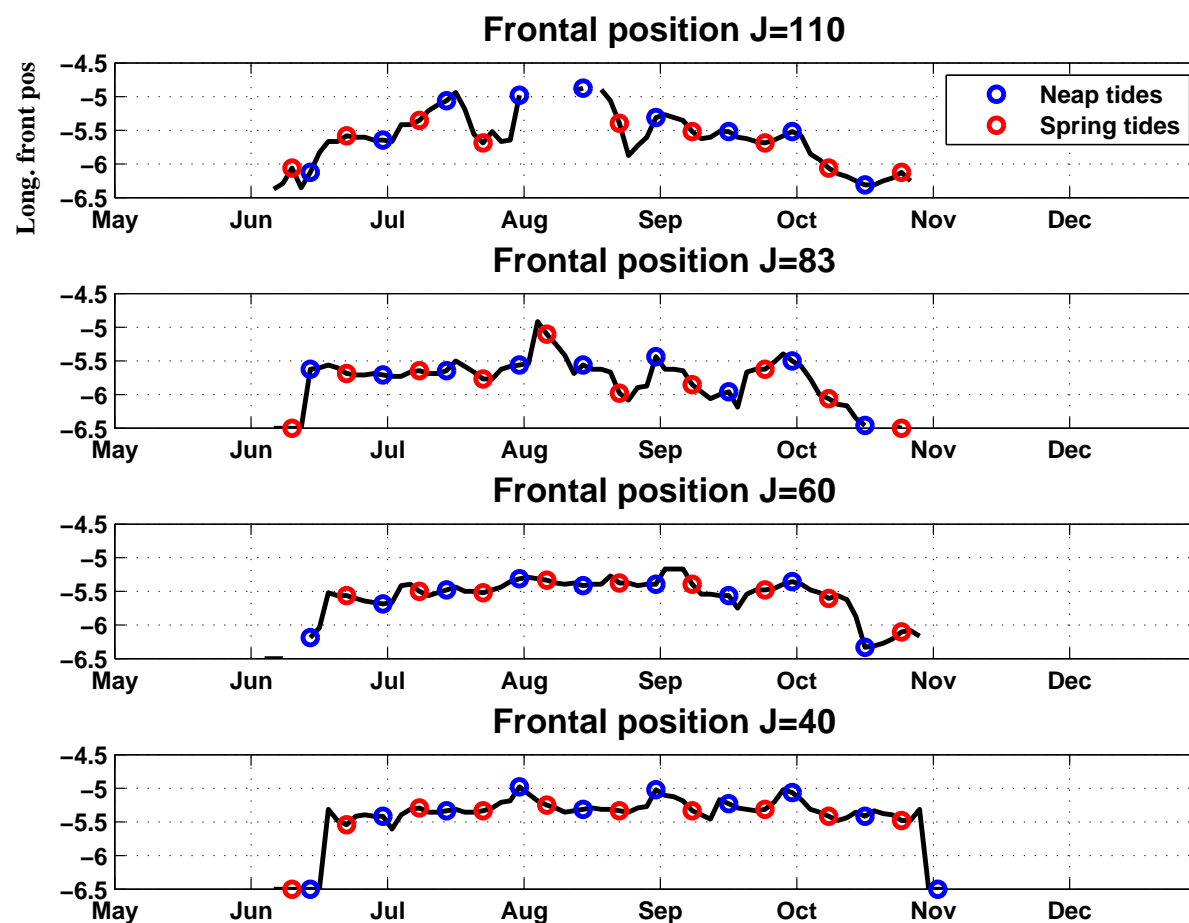 Frontal position J=110
Long. front pos
−4.5
−5
−5.5
−6
−6.5
Neap tides
Spring tides
May Jun Jul Aug Sep Oct Nov Dec
Frontal position J=83
−4.5
−5
−5.5
−6
−6.5
May Jun Jul Aug Sep Oct Nov Dec
Frontal position J=60
−4.5
−5
−5.5
−6
−6.5
May Jun Jul Aug Sep Oct Nov Dec
Frontal position J=40
−4.5
−5
−5.5
−6
−6.5
May Jun Jul Aug Sep Oct Nov Dec